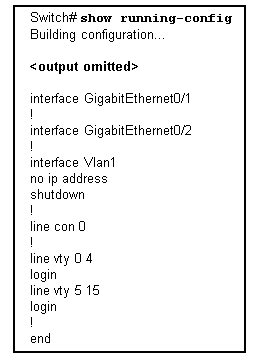 Switch# show running-config
Building configuration...
<output omitted>
interface GigabitEthernet0/1
!
interface GigabitEthernet0/2
!
interface Vlan1
no ip address
shutdown
!
line con 0
!
line vty 0 4
login
line vty 5 15
login
!
end